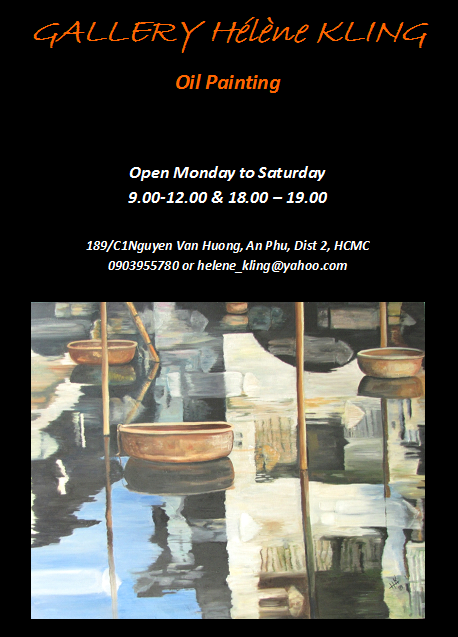 GALLERY Hélène KLING
Oil Painting
Open Monday to Saturday
9.00-12.00 & 18.00 – 19.00
189/C1Nguyen Van Huong, An Phu, Dist 2, HCMC
0903955780 or helene_kling@yahoo.com